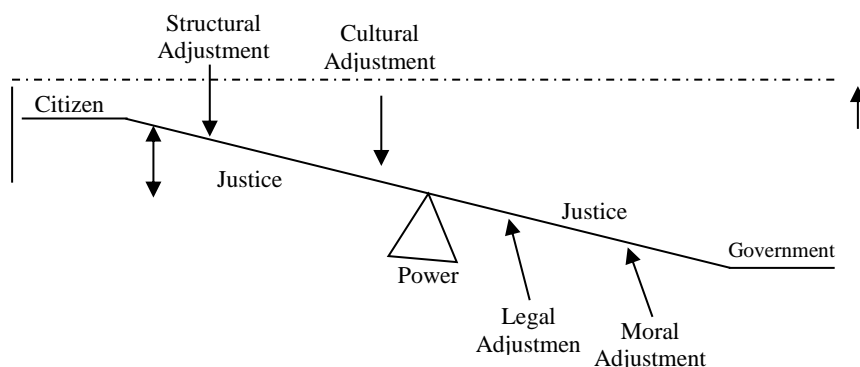 Structural
Adjustment
Cultural
Adjustment
Citizen
Justice
Justice
Government
Power
Legal
Adjustmen
Moral
Adjustment